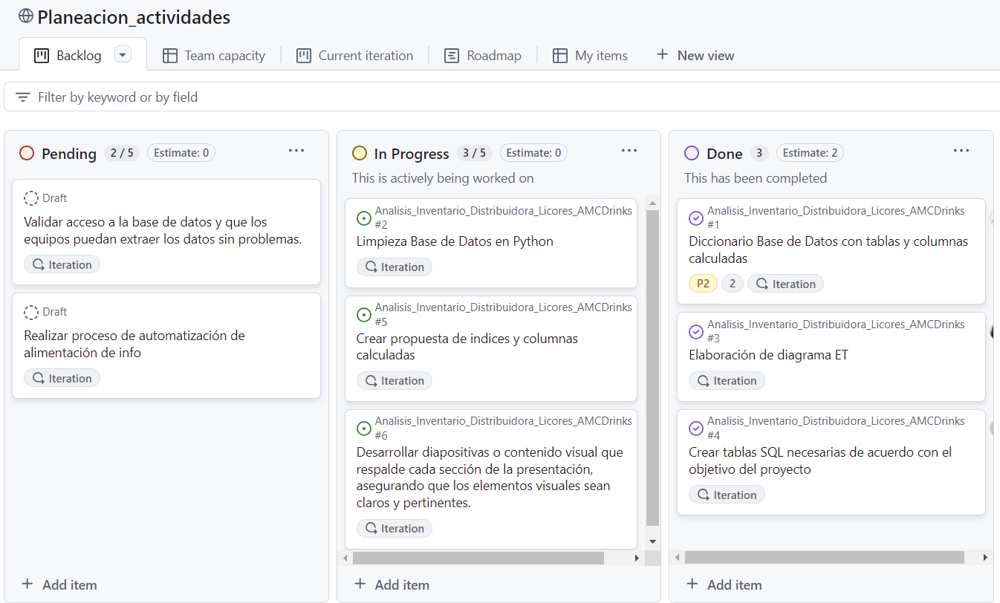 Planeacion_actividades
Backlog
Team capacity
Current iteration
Roadmap
My items
New view
Filter by keyword or by field
Pending 2 / 5 Estimate: 0
Draft
Validar acceso a la base de datos y que los
equipos puedan extraer los datos sin problemas.
Iteration
Draft
Realizar proceso de automatización de
alimentación de info
Iteration
Add item
In Progress 3 / 5 Estimate: 0
This is actively being worked on
Analisis_Inventario_Distribuidora_Licores_AMCDrinks
#2
Limpieza Base de Datos en Python
Iteration
Analisis_Inventario_Distribuidora_Licores_AMCDrinks
#5
Crear propuesta de indices y columnas
calculadas
Iteration
Analisis_Inventario_Distribuidora_Licores_AMCDrinks
#6
Desarrollar diapositivas o contenido visual que
respalde cada sección de la presentación,
asegurando que los elementos visuales sean
claros y pertinentes.
Iteration
Add item
Done 3 Estimate: 2
This has been completed
Analisis_Inventario_Distribuidora_Licores_AMCDrinks
#1
Diccionario Base de Datos con tablas y columnas
calculadas
P2 2 Iteration
Analisis_Inventario_Distribuidora_Licores_AMCDrinks
#3
Elaboración de diagrama ET
Iteration
Analisis_Inventario_Distribuidora_Licores_AMCDrinks
#4
Crear tablas SQL necesarias de acuerdo con el
objetivo del proyecto
Iteration
Add item